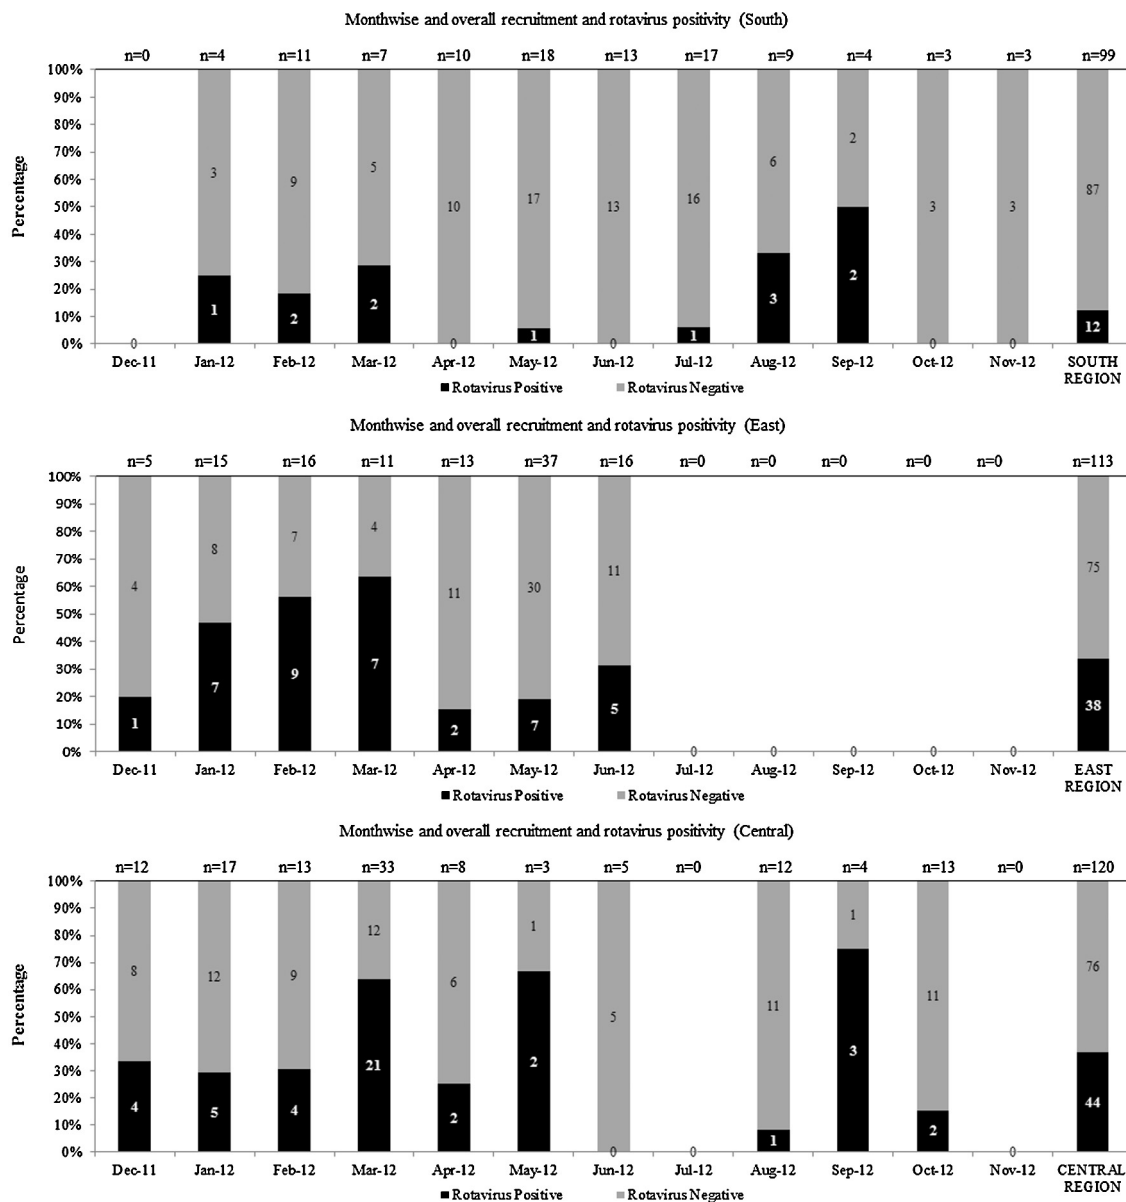 Monthwise and overall recruitment and rotavirus positivity (South)
n=0 n=4 n=11 n=7 n=10 n=18 n=13 n=17 n=9 n=4 n=3 n=3 n=99
100%
90%
80%
70%
60%
50%
40%
30%
20%
10%
0%
Percentage
3 9 5 10 17 13 16 6 2 3 3 87
0 1 2 2 0 1 0 1 3 2 0 0 12
Dec-11 Jan-12 Feb-12 Mar-12 Apr-12 May-12 Jun-12 Jul-12 Aug-12 Sep-12 Oct-12 Nov-12 SOUTH
REGION
Rotavirus Positive Rotavirus Negative
Monthwise and overall recruitment and rotavirus positivity (East)
n=5 n=15 n=16 n=11 n=13 n=37 n=16 n=0 n=0 n=0 n=0 n=0 n=113
100%
90%
80%
70%
60%
50%
40%
30%
20%
10%
0%
Percentage
4 8 7 4 11 30 11 75
1 7 9 7 2 7 5 0 0 0 0 0 38
Dec-11 Jan-12 Feb-12 Mar-12 Apr-12 May-12 Jun-12 Jul-12 Aug-12 Sep-12 Oct-12 Nov-12 EAST
REGION
Rotavirus Positive Rotavirus Negative
Monthwise and overall recruitment and rotavirus positivity (Central)
n=12 n=17 n=13 n=33 n=8 n=3 n=5 n=0 n=12 n=4 n=13 n=0 n=120
100%
90%
80%
70%
60%
50%
40%
30%
20%
10%
0%
Percentage
8 12 9 12 6 1 5 11 1 11 76
4 5 4 21 2 2 0 0 1 3 2 0 44
Dec-11 Jan-12 Feb-12 Mar-12 Apr-12 May-12 Jun-12 Jul-12 Aug-12 Sep-12 Oct-12 Nov-12 CENTRAL
REGION
Rotavirus Positive Rotavirus Negative